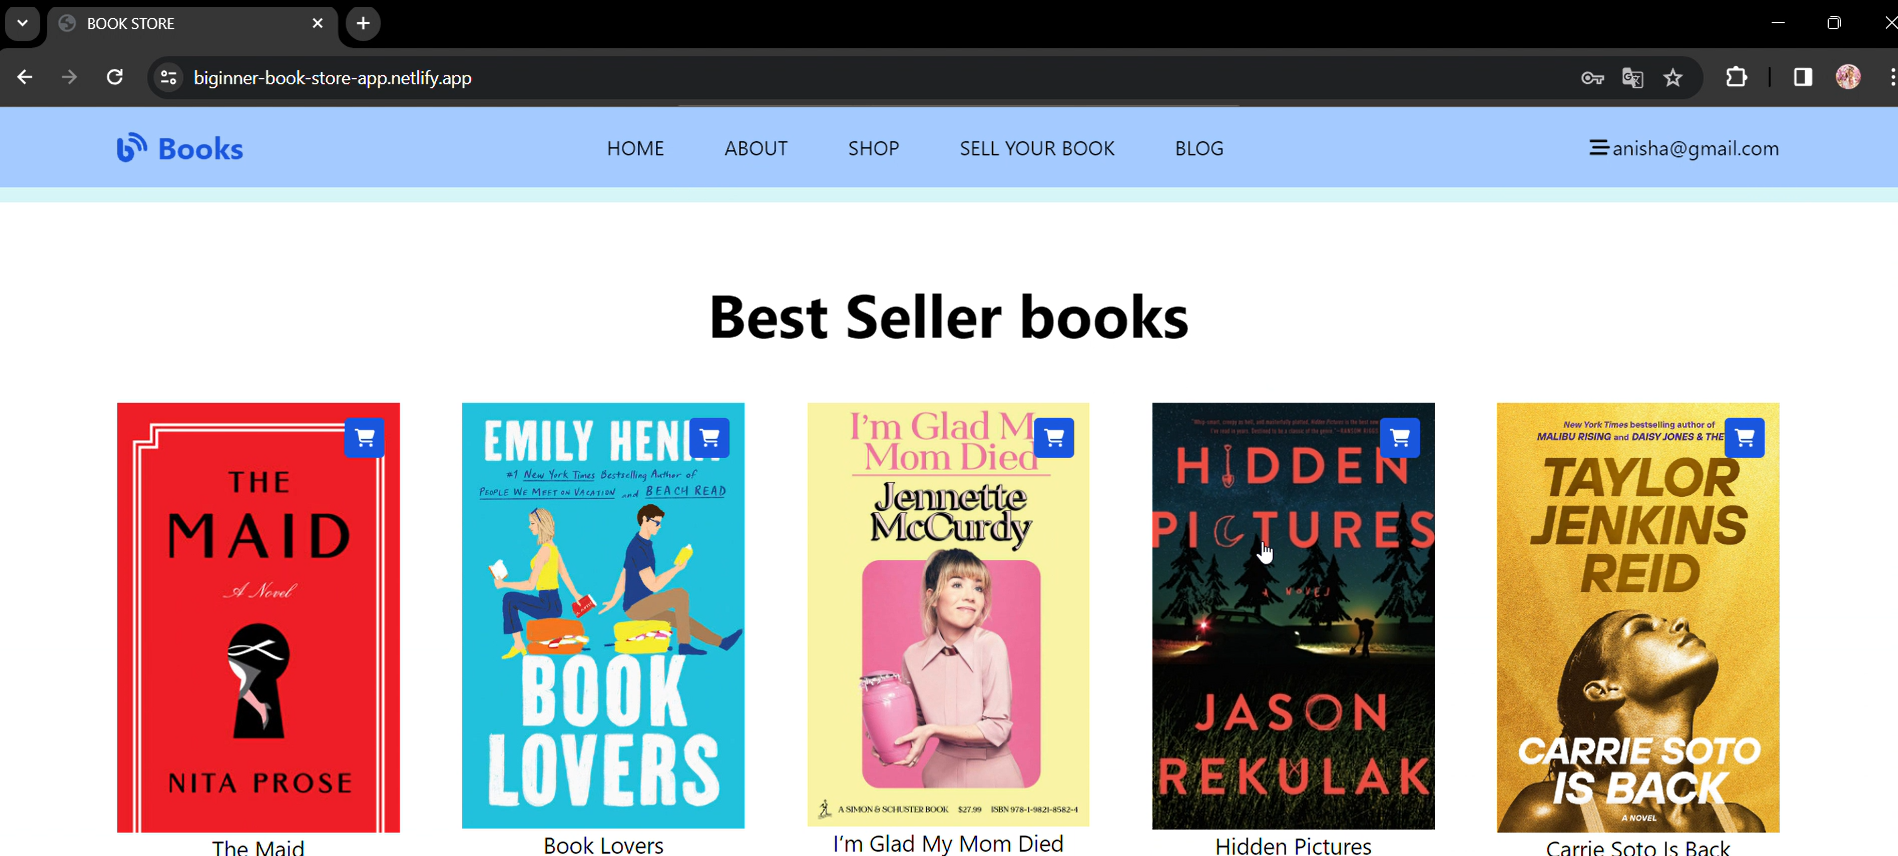 BOOK STORE
biginner-book-store-app.netlify.app
Books
HOME ABOUT SHOP SELL YOUR BOOK BLOG
anisha@gmail.com
Best Seller books
THE
MAID
A Novel
NITA PROSE
The Maid
EMILY
#1 New York Times Bestselling Author of
PEOPLE WE MEET ON VACATION and BEACH READ
BOOK
LOVERS
Book Lovers
I'm Glad M
Mom Died
Jennette
McCurdy
A SIMON & SCHUSTER BOOK $27.99 ISBN 978-1-9821-8582-4
I'm Glad My Mom Died
HIDDEN
PICTURES
A NOVEL
JASON
REKULAK
Hidden Pictures
New York Times bestselling author of
MALIBU RISING and DAISY JONES & THE
TAYLOR
JENKINS
REID
CARRIE SOTO
IS BACK
A NOVEL
Carrie Soto Is Back